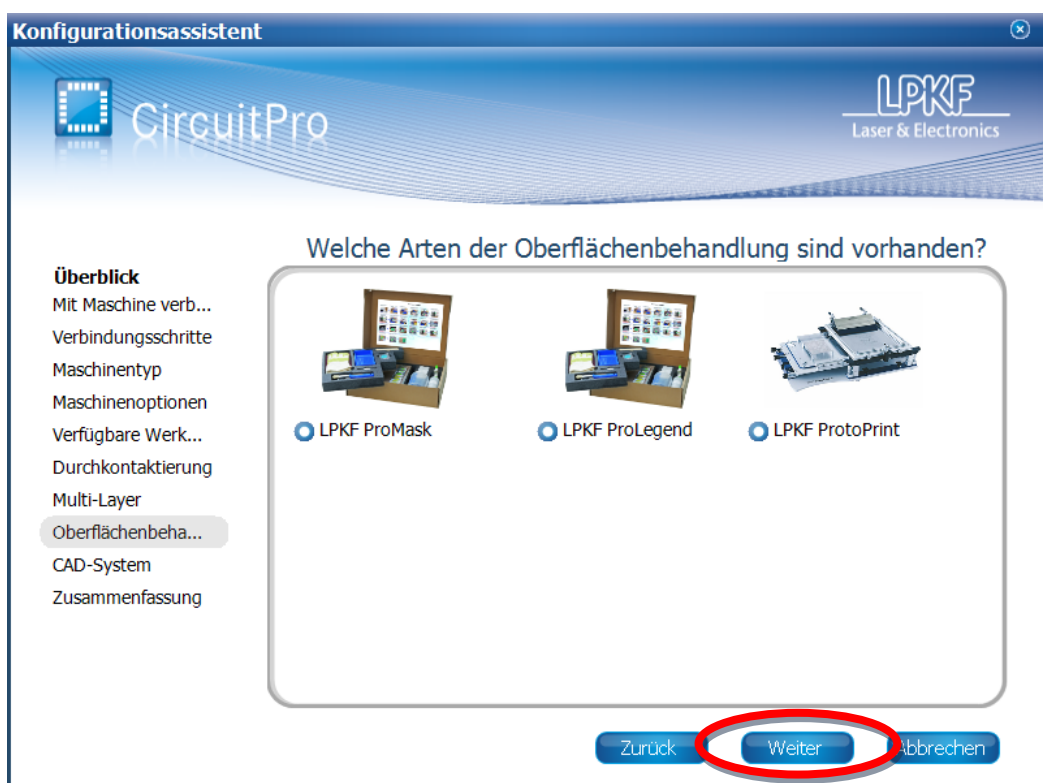 Konfigurationsassistent
CircuitPro
LPKF
Laser & Electronics
Welche Arten der Oberflächenbehandlung sind vorhanden?
Überblick
Mit Maschine verb...
Verbindungsschritte
Maschinentyp
Maschinenoptionen
Verfügbare Werk...
Durchkontaktierung
Multi-Layer
Oberflächenbeha...
CAD-System
Zusammenfassung
LPKF ProMask
LPKF ProLegend
LPKF ProtoPrint
Zurück
Weiter
Abbrechen